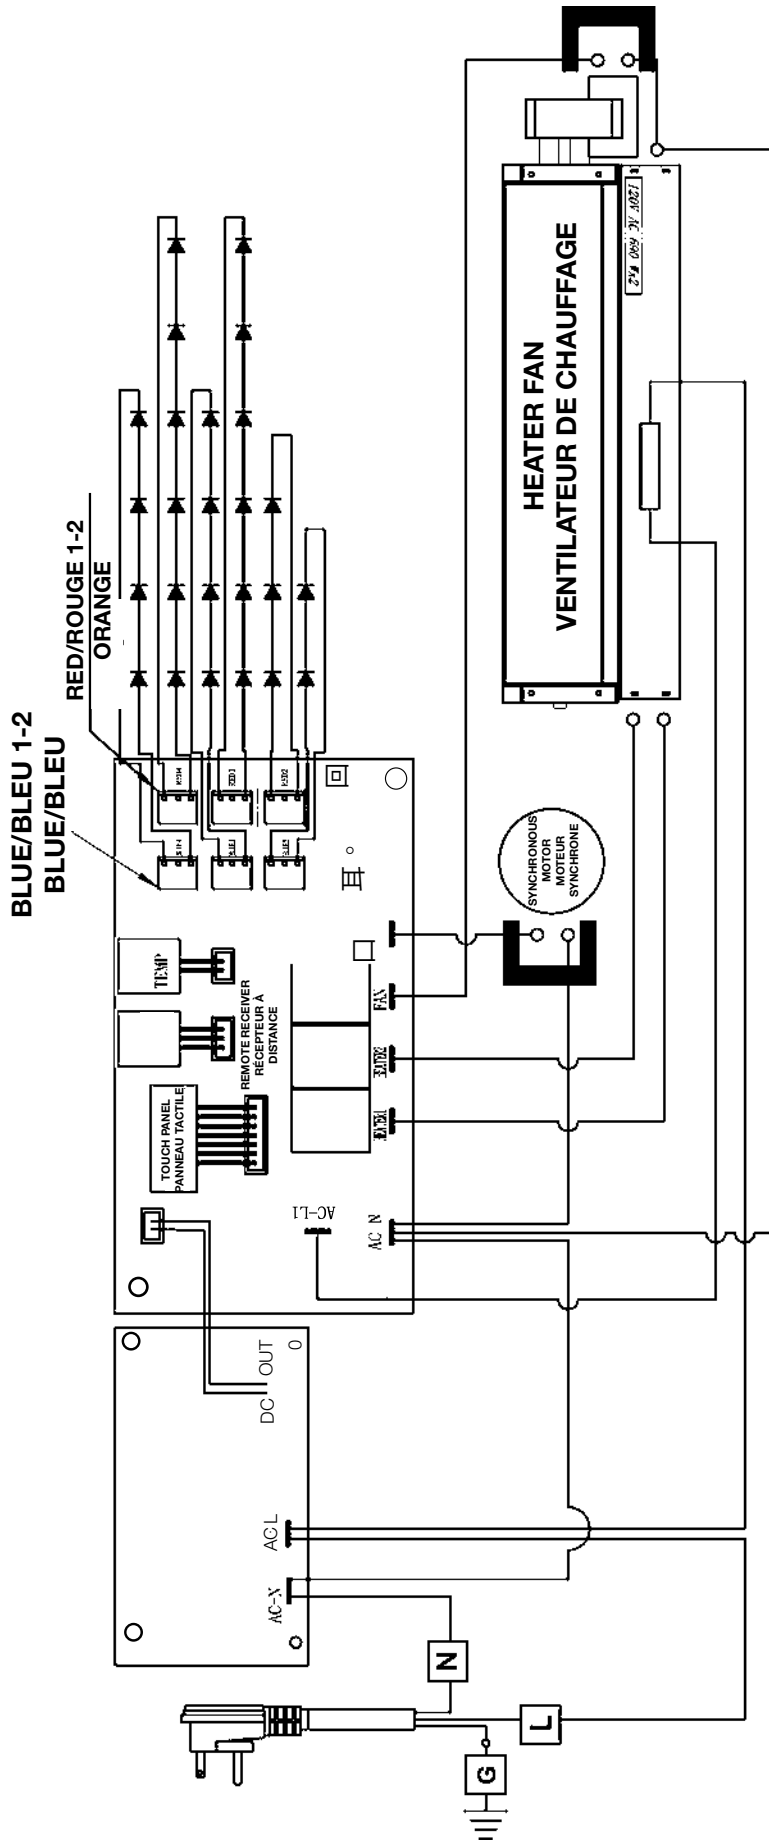 BLUE/BLEU 1-2
BLUE/BLEU
RED/ROUGE 1-2
ORANGE
HEATER FAN
VENTILATEUR DE CHAUFFAGE
120V AC 690
SYNCHRONOUS
MOTOR
MOTEUR
SYNCHRONE
TEMP
REMOTE RECEIVER
RÉCEPTEUR À
DISTANCE
TOUCH PANEL
PANNEAU TACTILE
FAN
AC-L1
AC N
DC OUT
0
AC L
AC-N
N
L
G